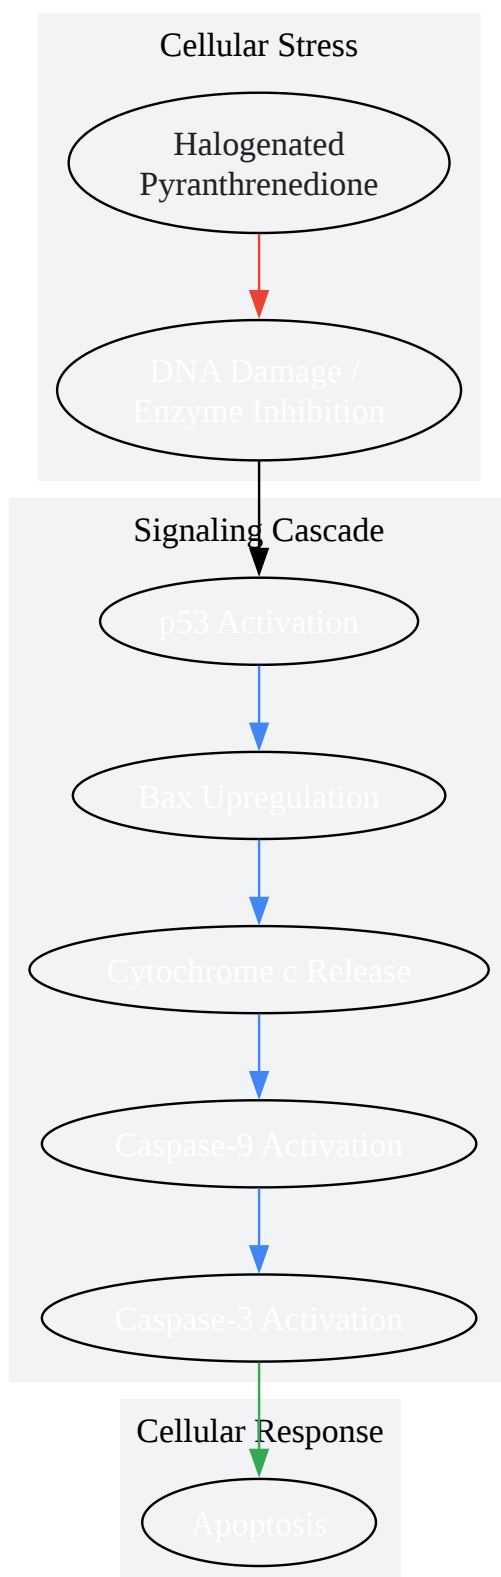 Cellular Stress
Halogenated
Pyranthrenedione
DNA Damage /
Enzyme Inhibition
Signaling Cascade
p53 Activation
Bax Upregulation
Cytochrome c Release
Caspase-9 Activation
Caspase-3 Activation
Cellular Response
Apoptosis